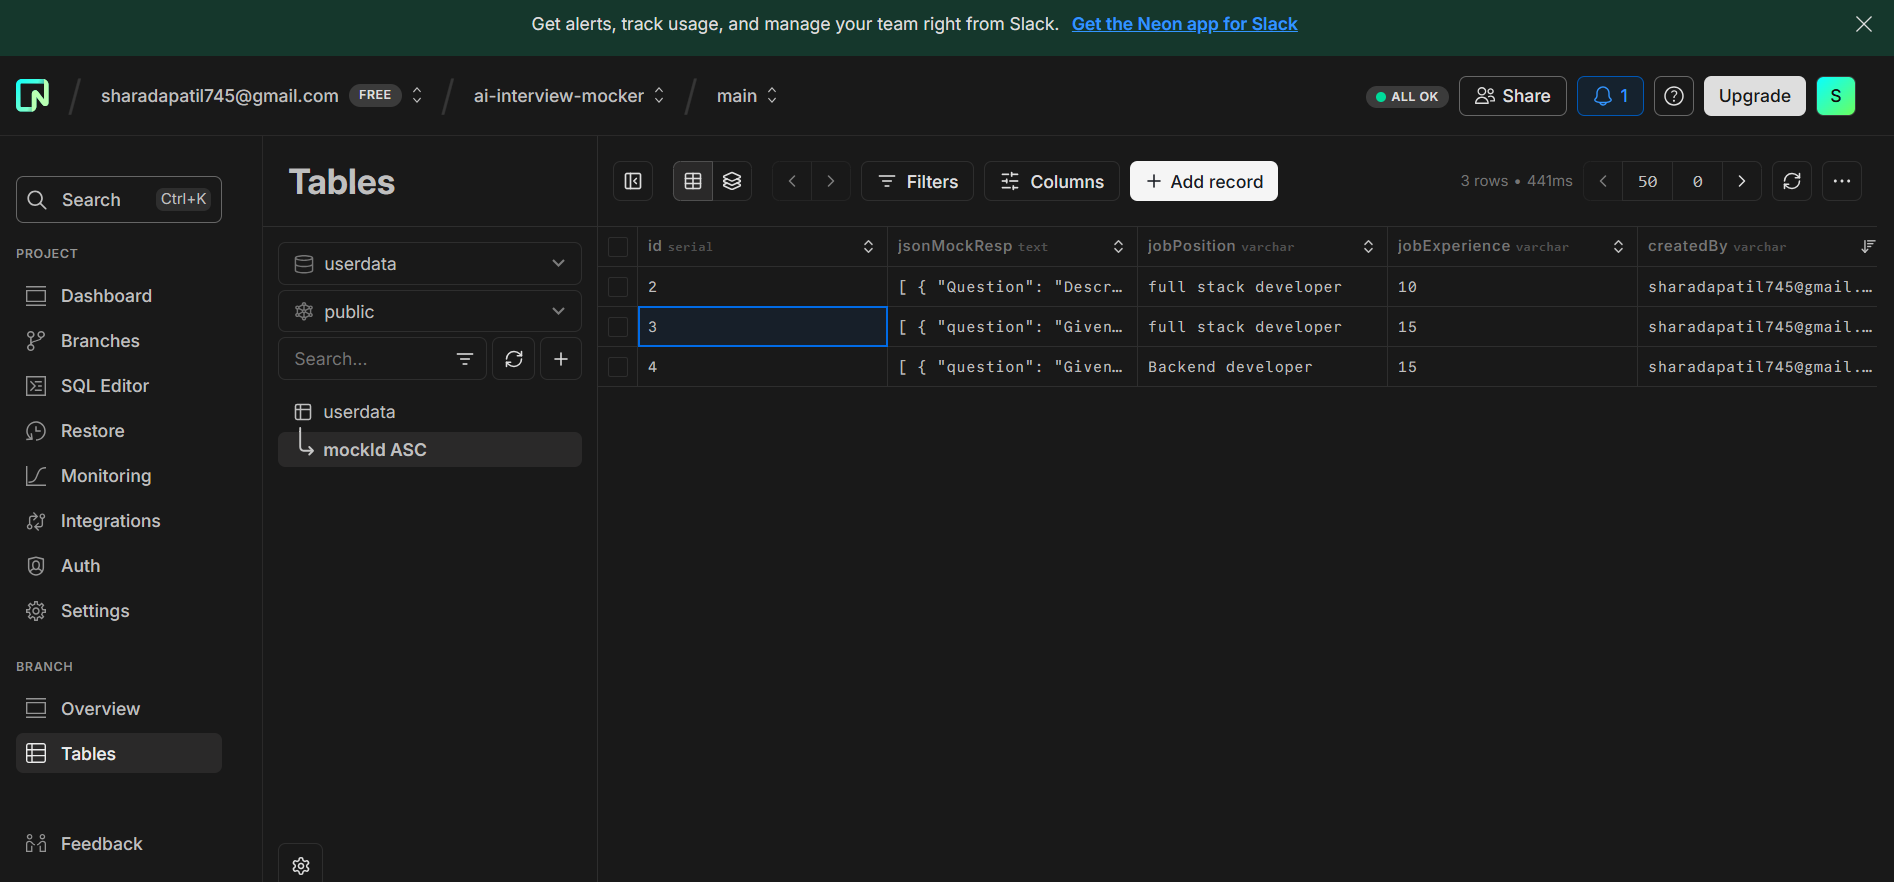 Get alerts, track usage, and manage your team right from Slack. Get the Neon app for Slack
sharadapatil745@gmail.com FREE ai-interview-mocker main ALL OK Share 1 Upgrade S
Search Ctrl+K
PROJECT
Dashboard
Branches
SQL Editor
Restore
Monitoring
Integrations
Auth
Settings
BRANCH
Overview
Tables
Feedback
Tables
userdata
public
Search...
userdata
mockId ASC
Filters Columns Add record 3 rows • 441ms 50 0
id serial jsonMockResp text jobPosition varchar jobExperience varchar createdBy varchar
2 [ { "Question": "Descr… full stack developer 10 sharadapatil745@gmail.…
3 [ { "question": "Given… full stack developer 15 sharadapatil745@gmail.…
4 [ { "question": "Given… Backend developer 15 sharadapatil745@gmail.…